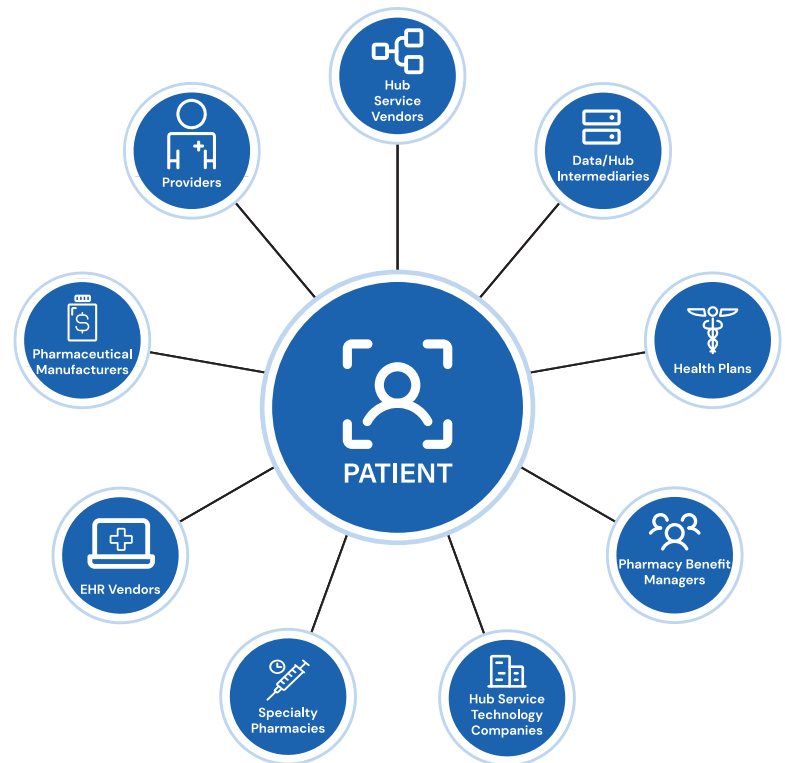 Hub
Service
Vendors
Data/Hub
Intermediaries
Health Plans
Pharmacy Benefit
Managers
Hub Service
Technology
Companies
Specialty
Pharmacies
EHR Vendors
Pharmaceutical
Manufacturers
Providers
PATIENT
$